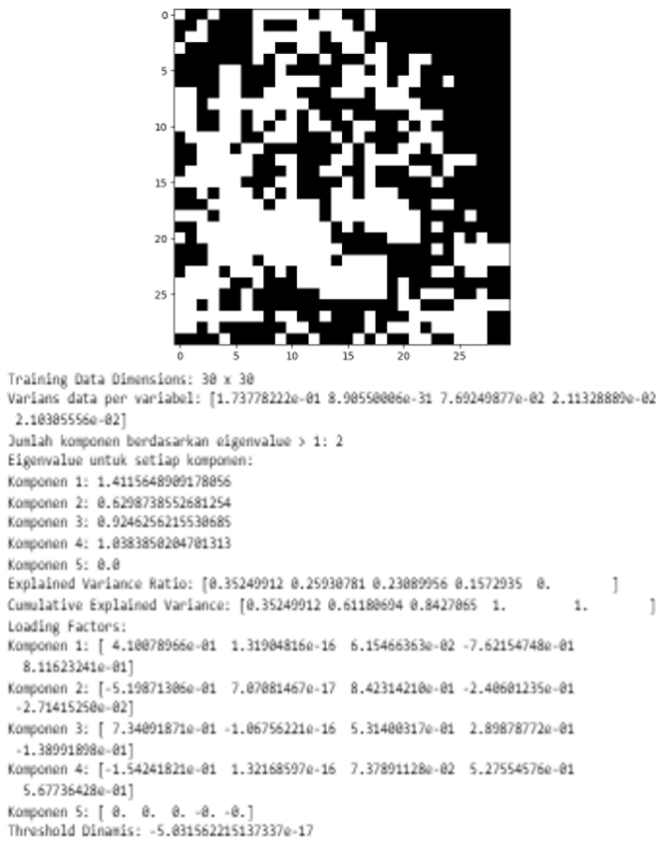 0
5
10
15
20
25
0 5 10 15 20 25
Training Data Dimensions: 30 x 30
Varians data per variabel: [1.73778222e-01 8.90550006e-31 7.69249877e-02 2.11328889e-02
2.10305556e-02]
Jumlah komponen berdasarkan eigenvalue > 1: 2
Eigenvalue untuk setiap komponen:
Komponen 1: 1.4115648909178056
Komponen 2: 0.6298738552681254
Komponen 3: 0.9246256215530685
Komponen 4: 1.0383850204701313
Komponen 5: 0.0
Explained Variance Ratio: [0.35249912 0.25930781 0.23089956 0.1572935 0. ]
Cumulative Explained Variance: [0.35249912 0.61180694 0.8427065 1. 1. ]
Loading Factors:
Komponen 1: [ 4.10078966e-01 1.31904816e-16 6.15466363e-02 -7.62154748e-01
8.11623241e-01]
Komponen 2: [-5.19871306e-01 7.07081467e-17 8.42314210e-01 -2.40601235e-01
-2.71415250e-02]
Komponen 3: [ 7.34091871e-01 -1.06756221e-16 5.31400317e-01 2.89878772e-01
-1.38991898e-01]
Komponen 4: [-1.54241821e-01 1.32168597e-16 7.37891128e-02 5.27554576e-01
5.67736428e-01]
Komponen 5: [ 0. 0. 0. -0. -0.]
Threshold Dinamis: -5.031562215137337e-17